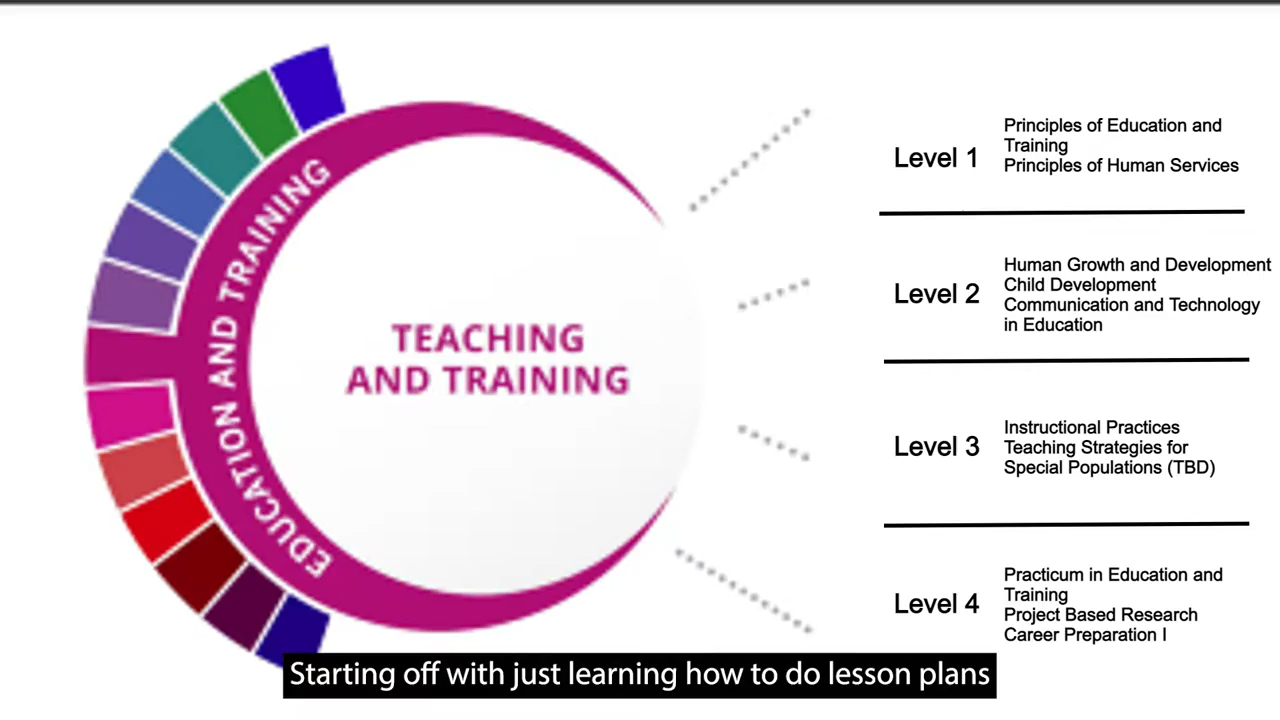 EDUCATION AND TRAINING
TEACHING
AND TRAINING
Level 1
Principles of Education and
Training
Principles of Human Services
Level 2
Human Growth and Development
Child Development
Communication and Technology
in Education
Level 3
Instructional Practices
Teaching Strategies for
Special Populations (TBD)
Level 4
Practicum in Education and
Training
Project Based Research
Career Preparation I
Starting off with just learning how to do lesson plans